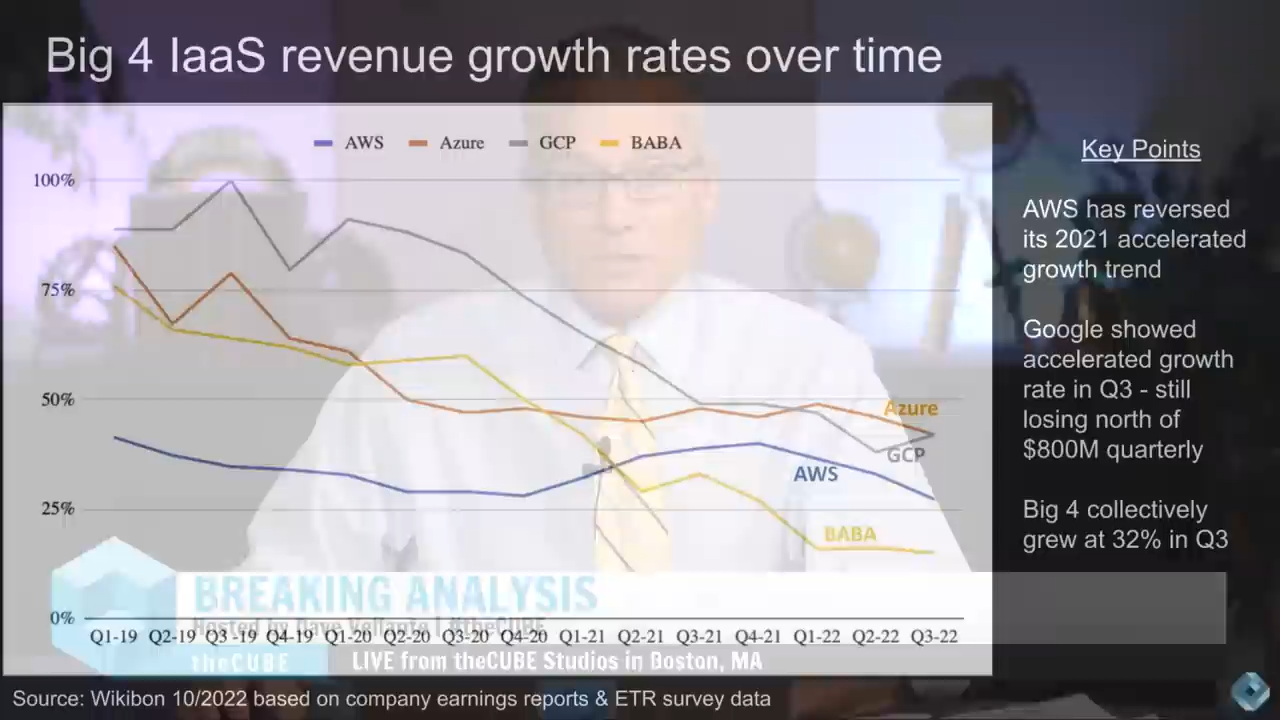 Big 4 IaaS revenue growth rates over time
AWS Azure GCP BABA
100%
75%
50%
25%
0%
Azure
GCP
AWS
BABA
Q1-19 Q2-19 Q3-19 Q4-19 Q1-20 Q2-20 Q3-20 Q4-20 Q1-21 Q2-21 Q3-21 Q4-21 Q1-22 Q2-22 Q3-22
Key Points
AWS has reversed
its 2021 accelerated
growth trend
Google showed
accelerated growth
rate in Q3 - still
losing north of
$800M quarterly
Big 4 collectively
grew at 32% in Q3
BREAKING ANALYSIS
Hosted by Dave Vellante | #theCUBE
theCUBE
LIVE from theCUBE Studios in Boston, MA
Source: Wikibon 10/2022 based on company earnings reports & ETR survey data